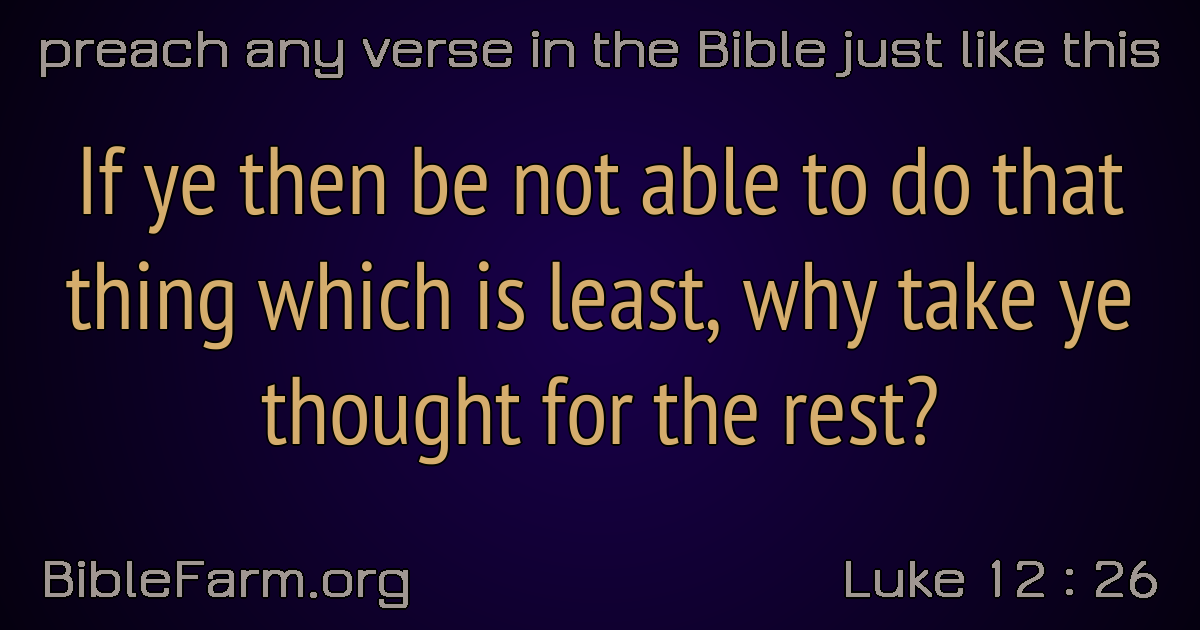 preach any verse in the Bible just like this
If ye then be not able to do that
thing which is least, why take ye
thought for the rest?
BibleFarm.org
Luke 12 : 26